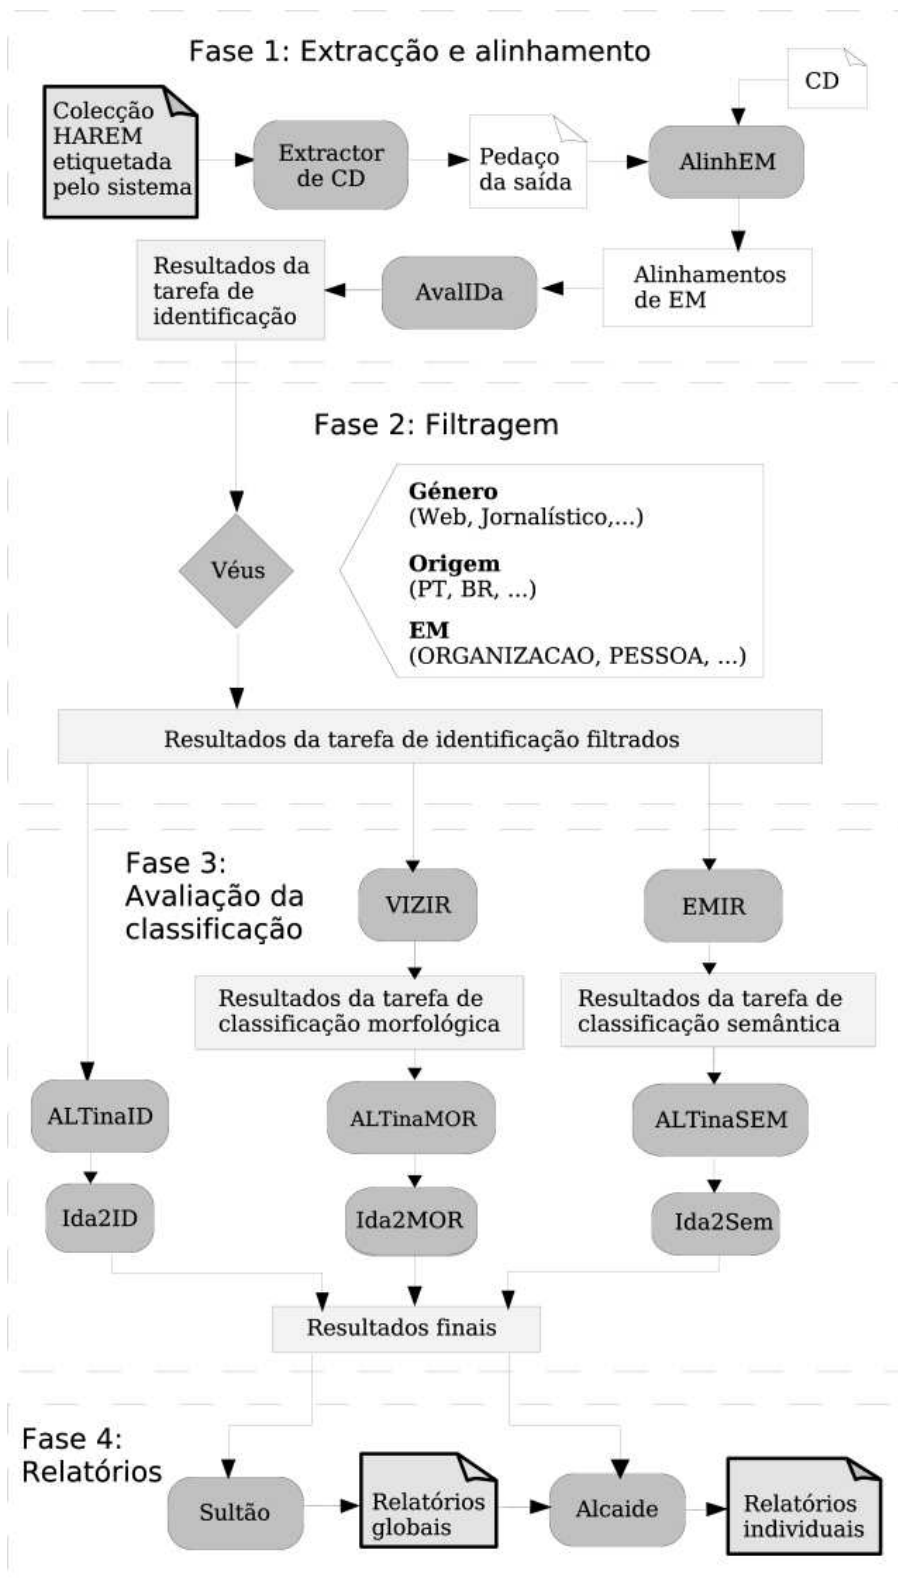 Fase 1: Extracção e alinhamento
Colecção
HAREM
etiquetada
pelo sistema
Extractor
de CD
Pedaço
da saída
CD
AlinhEM
Resultados da
tarefa de
identificação
AvalIDa
Alinhamentos
de EM
Fase 2: Filtragem
Véus
Género
(Web, Jornalístico,...)
Origem
(PT, BR, ...)
EM
(ORGANIZACAO, PESSOA, ...)
Resultados da tarefa de identificação filtrados
Fase 3:
Avaliação da
classificação
VIZIR
EMIR
Resultados da tarefa de
classificação morfológica
Resultados da tarefa de
classificação semântica
ALTinaID
ALTinaMOR
ALTinaSEM
Ida2ID
Ida2MOR
Ida2Sem
Resultados finais
Fase 4:
Relatórios
Sultão
Relatórios
globais
Alcaide
Relatórios
individuais